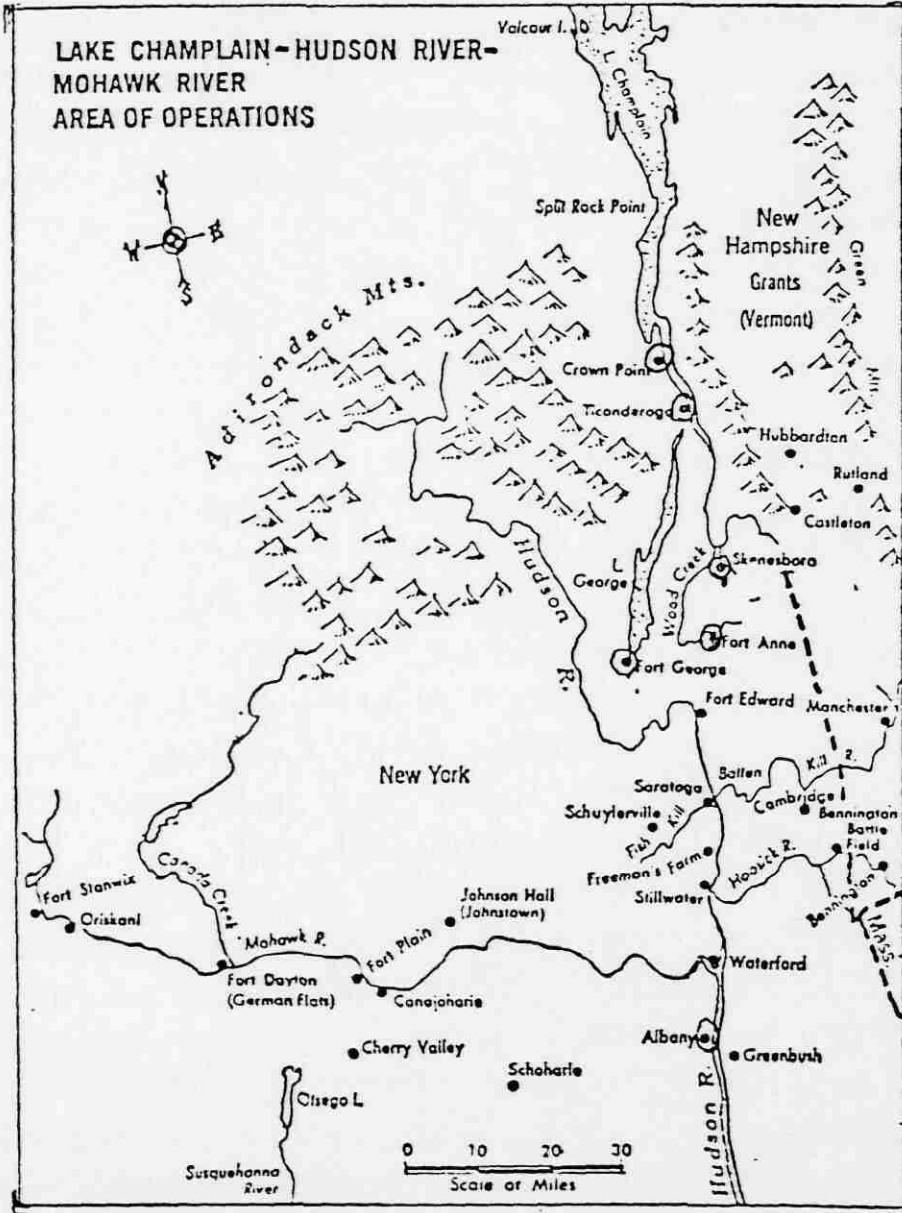 LAKE CHAMPLAIN-HUDSON RIVER-
MOHAWK RIVER
AREA OF OPERATIONS
Valcour I.
L. Champlain
N
W
E
S
Split Rock Point
New
Hampshire
Grants
(Vermont)
Green
Mts
Adirondack Mts.
Crown Point
Ticonderoga
Hubbardton
Rutland
Castleton
Hudson
R.
L.
George
Wood Creek
Skenesboro
Fort Anne
Fort George
Fort Edward
Manchester
New York
Saratoga
Batten Kill R.
Schuylerville
Fish Kill
Cambridge
Bennington
Battle
Field
Freeman's Farm
Hoosick R.
Stillwater
Bennington
MASS.
Canada Creek
Fort Stanwix
Oriskani
Johnson Hall
(Johnstown)
Mohawk R.
Fort Plain
Waterford
Fort Dayton
(German Flats)
Canajoharie
Albany
Greenbush
Cherry Valley
Schoharie
Otsego L
Hudson R.
Susquehanna
River
0 10 20 30
Scale of Miles